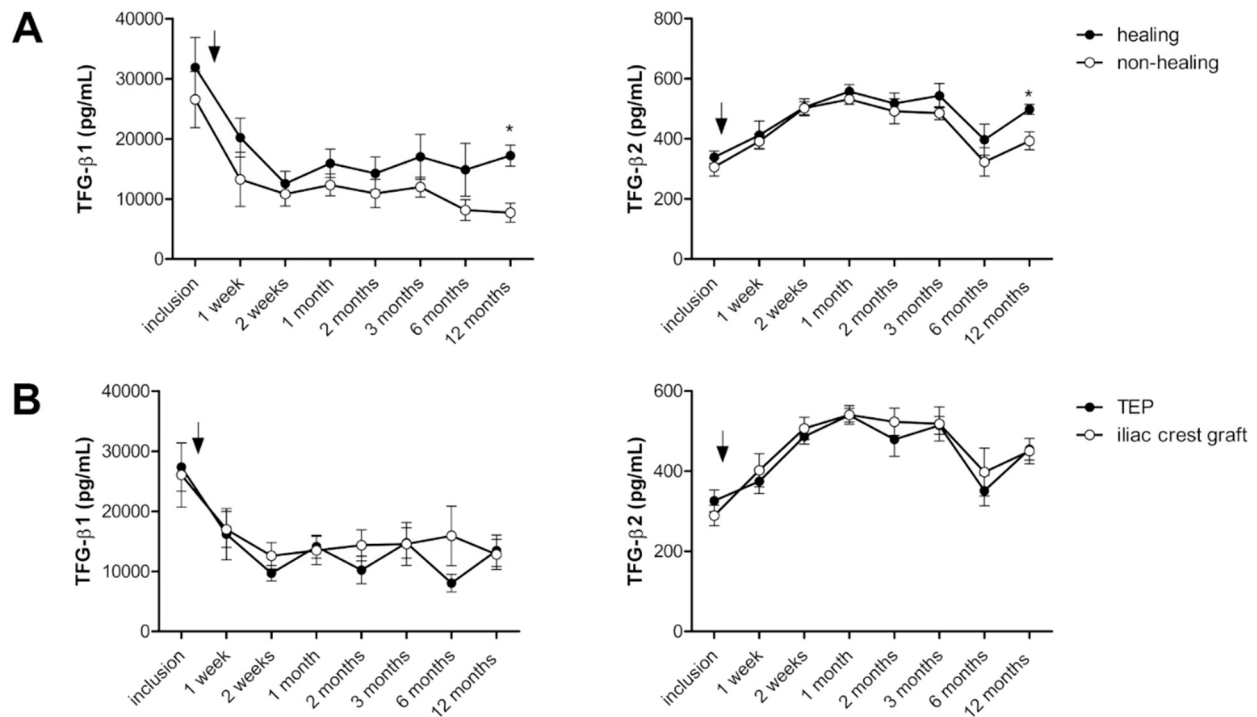 A
TFG-β1 (pg/mL)
40000
30000
20000
10000
0
inclusion
1 week
2 weeks
1 month
2 months
3 months
6 months
12 months
*
TFG-β2 (pg/mL)
800
600
400
200
0
inclusion
1 week
2 weeks
1 month
2 months
3 months
6 months
12 months
*
healing
non-healing
B
TFG-β1 (pg/mL)
40000
30000
20000
10000
0
inclusion
1 week
2 weeks
1 month
2 months
3 months
6 months
12 months
TFG-β2 (pg/mL)
600
400
200
0
inclusion
1 week
2 weeks
1 month
2 months
3 months
6 months
12 months
TEP
iliac crest graft